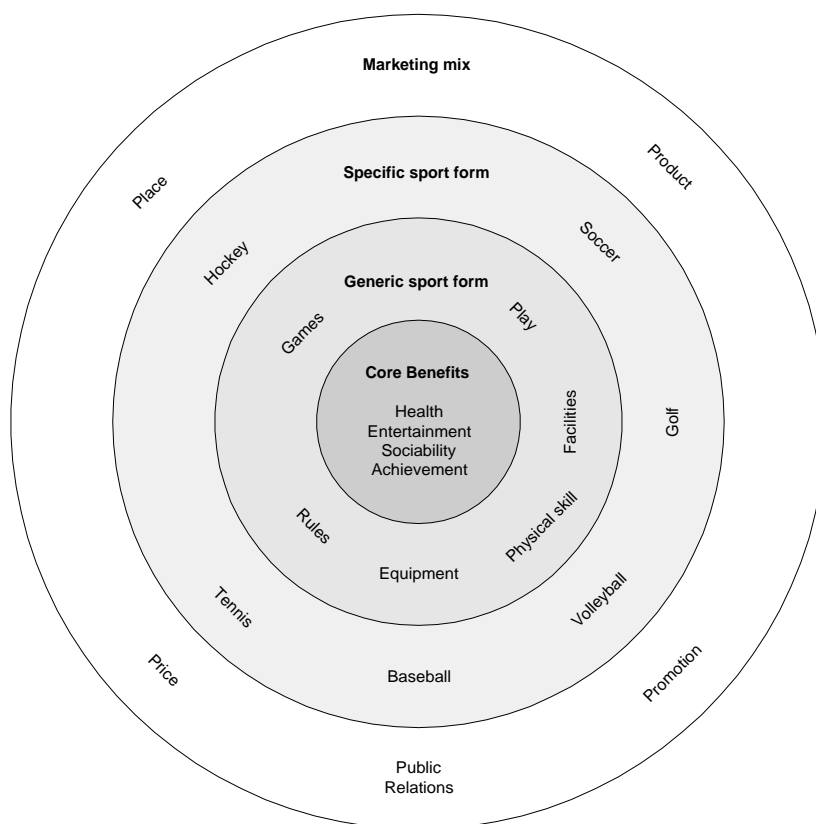 Marketing mix
Product
Place
Specific sport form
Soccer
Hockey
Generic sport form
Play
Games
Core Benefits
Health
Entertainment
Sociability
Achievement
Facilities
Golf
Rules
Physical skill
Equipment
Tennis
Volleyball
Baseball
Price
Promotion
Public
Relations